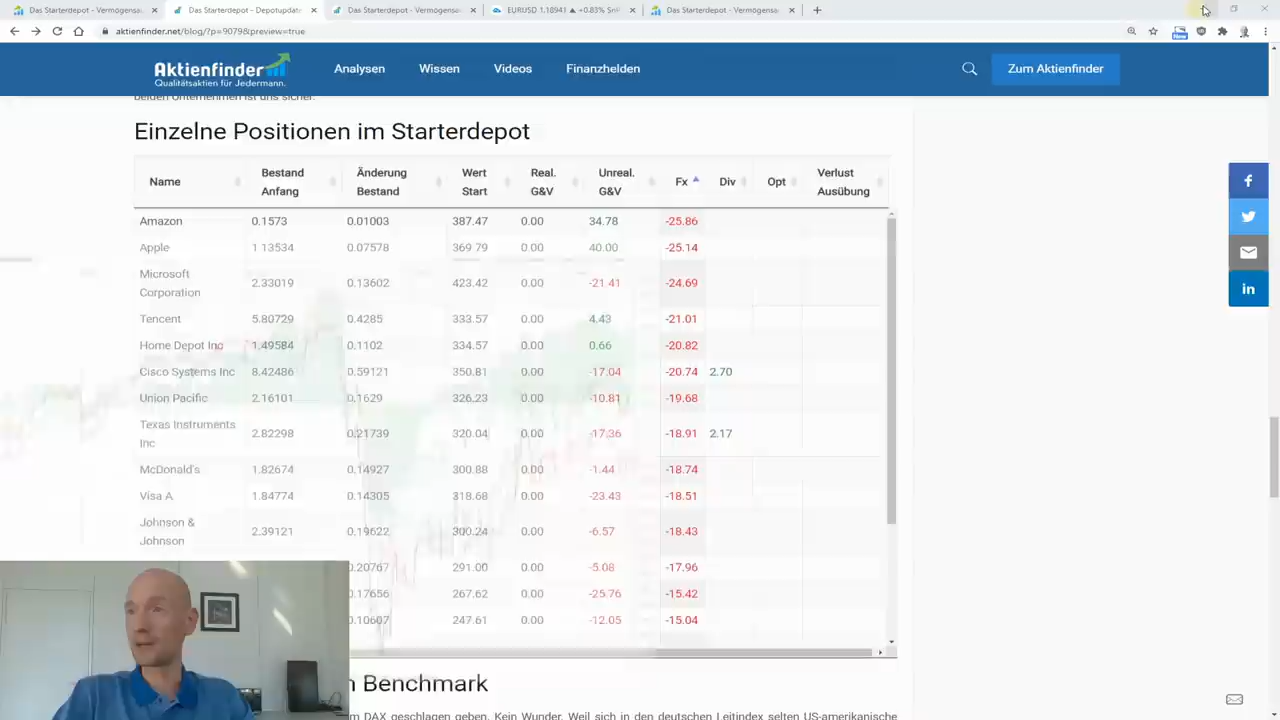 Das Starterdepot – Vermögensa
Das Starterdepot – Depotupdate
Das Starterdepot – Vermögensa
EURUSD 1.18941 ▲ +0.83%
Das Starterdepot – Vermögensa
aktienfinder.net/blog/?p=9079&preview=true
New
Aktienfinder
Qualitätsaktien für Jedermann.
Analysen Wissen Videos Finanzhelden Zum Aktienfinder
beiden Unternehmen ist uns sicher.
Einzelne Positionen im Starterdepot
Name Bestand Anfang Änderung Bestand Wert Start Real. G&V Unreal. G&V Fx Div Opt Verlust Ausübung
Amazon 0.1573 0.01003 387.47 0.00 34.78 -25.86
Apple 1.13534 0.07578 369.79 0.00 40.00 -25.14
Microsoft Corporation 2.33019 0.13602 423.42 0.00 -21.41 -24.69
Tencent 5.80729 0.4285 333.57 0.00 4.43 -21.01
Home Depot Inc 1.49584 0.1102 334.57 0.00 0.66 -20.82
Cisco Systems Inc 8.42486 0.59121 350.81 0.00 -17.04 -20.74 2.70
Union Pacific 2.16101 0.1629 326.23 0.00 -10.81 -19.68
Texas Instruments Inc 2.82298 0.21739 320.04 0.00 -17.36 -18.91 2.17
McDonald's 1.82674 0.14927 300.88 0.00 -1.44 -18.74
Visa A 1.84774 0.14305 318.68 0.00 -23.43 -18.51
Johnson & Johnson 2.39121 0.19622 300.24 0.00 -6.57 -18.43
0.20767 291.00 0.00 -5.08 -17.96
0.17656 267.62 0.00 -25.76 -15.42
0.10607 247.61 0.00 -12.05 -15.04
Benchmark
DAX geschlagen geben. Kein Wunder. Weil sich in den deutschen Leitindex selten US-amerikanische